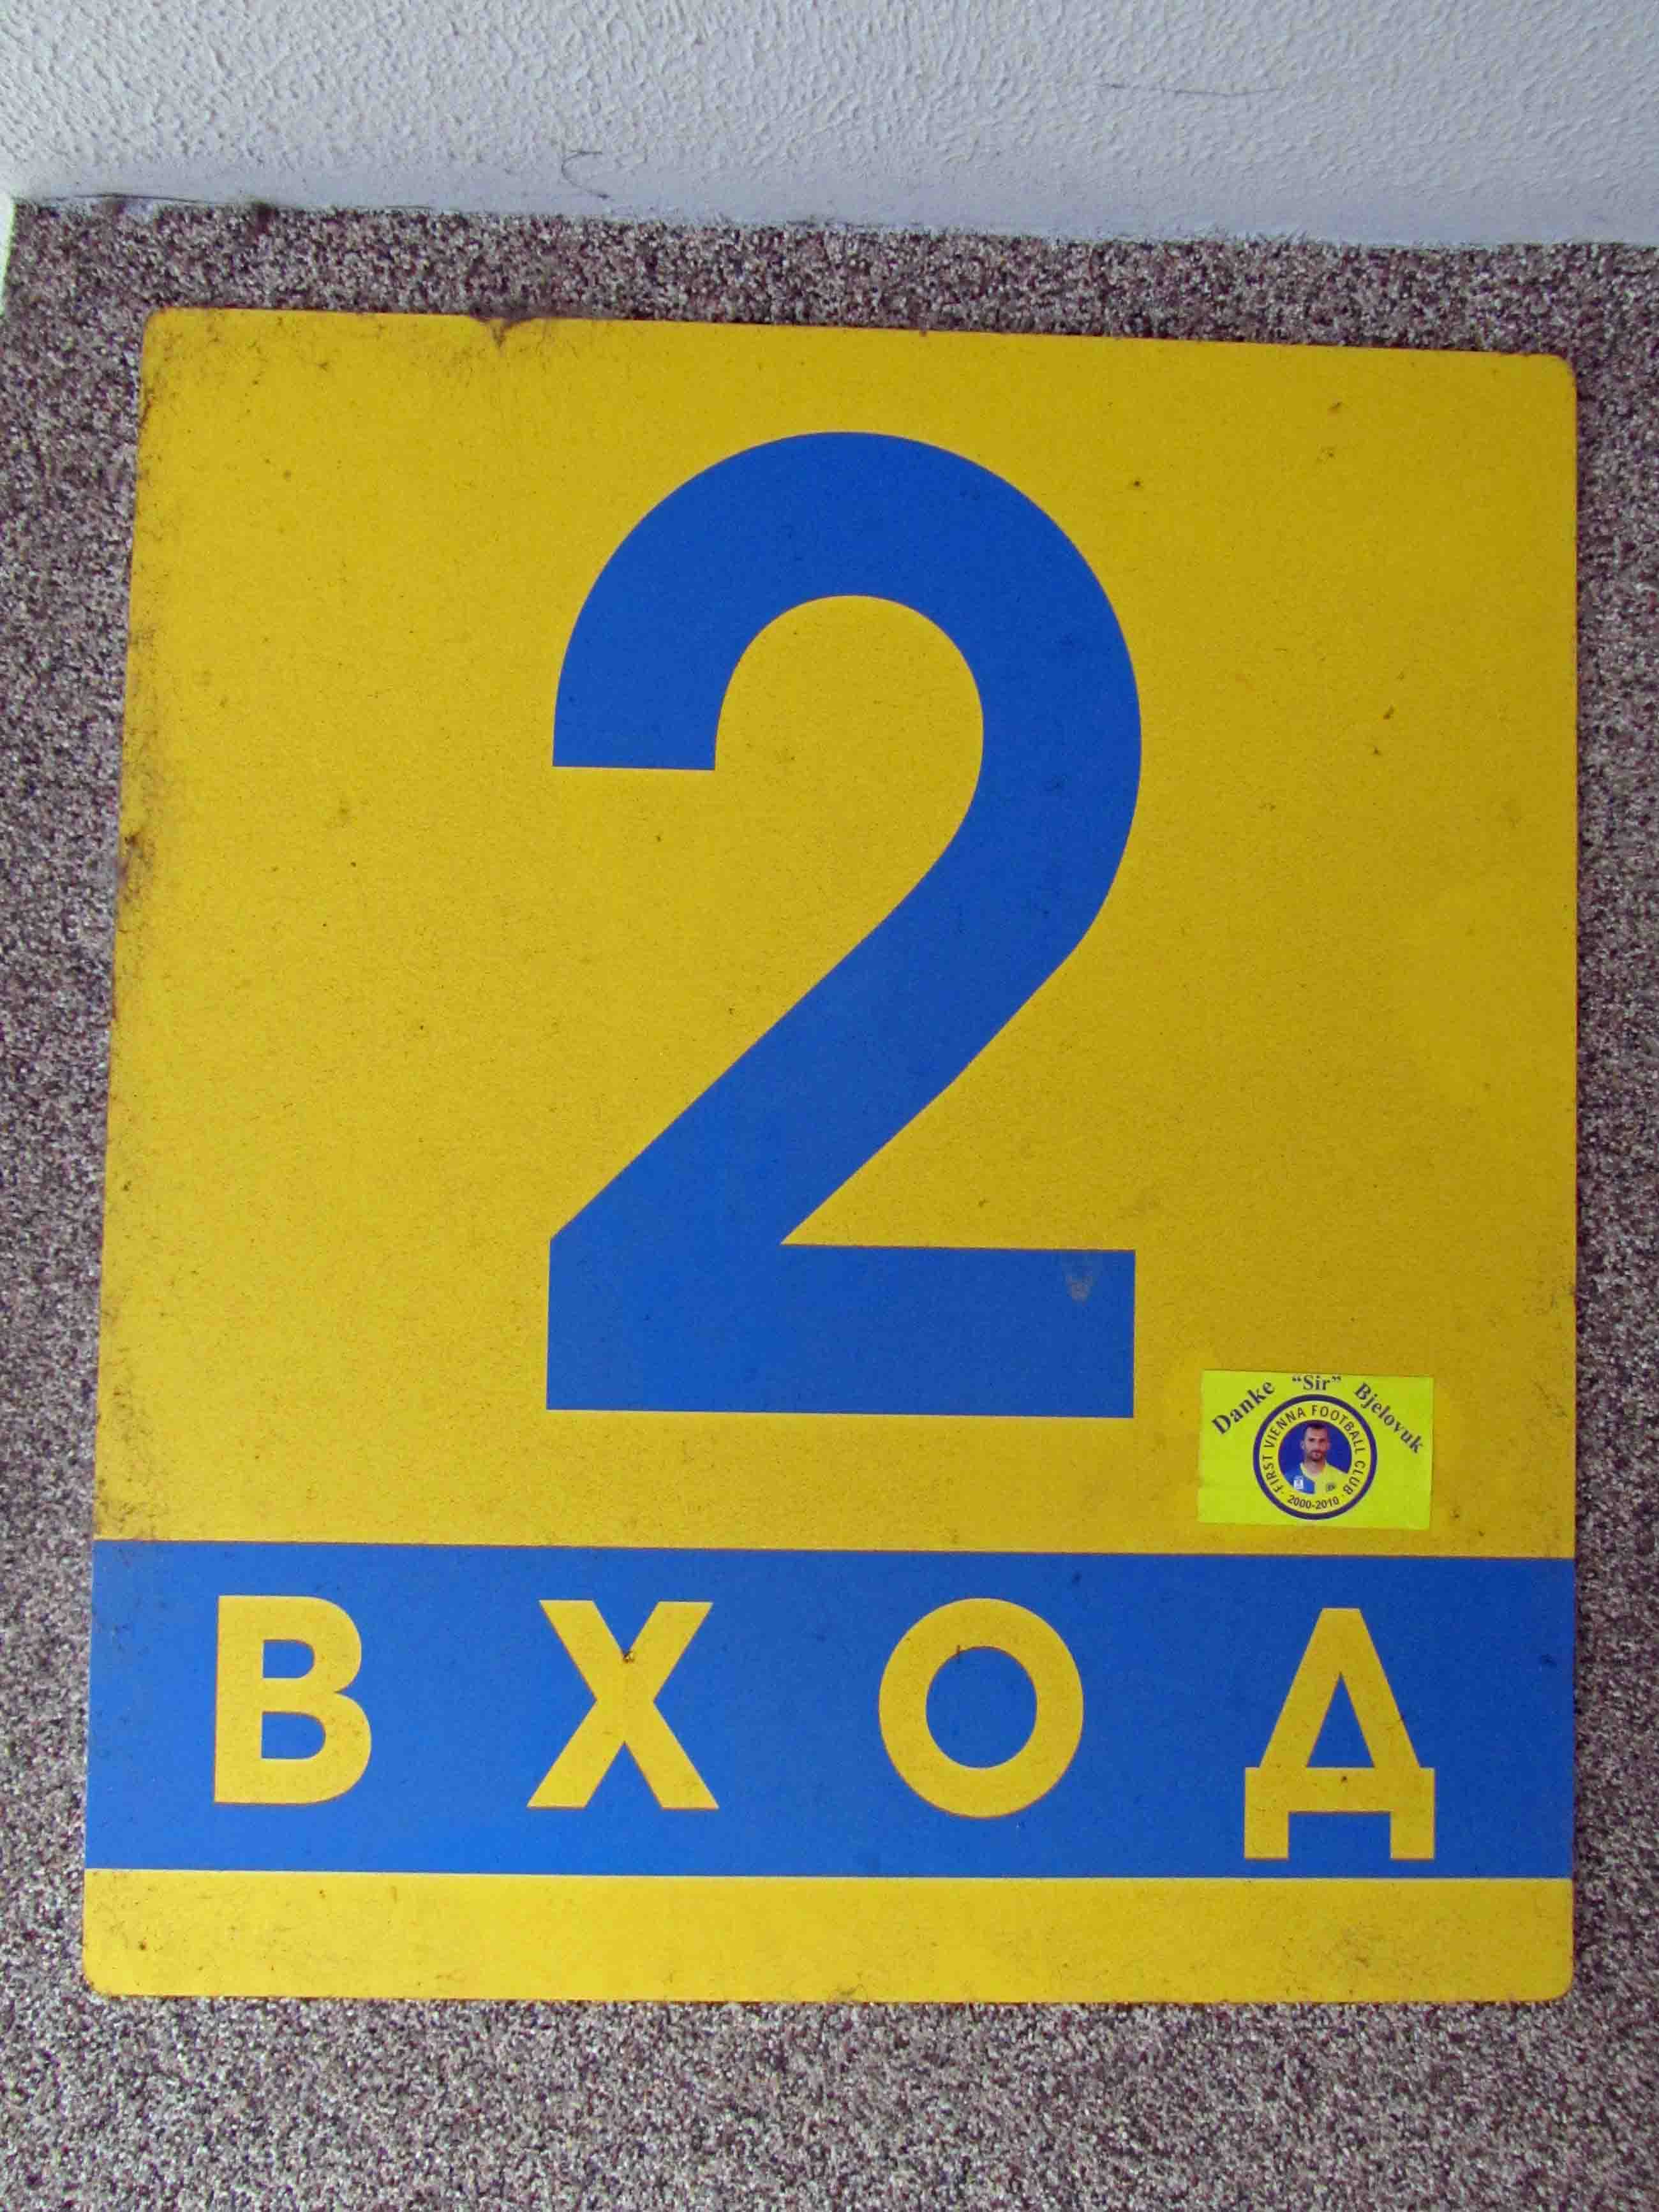 2
Danke "Sir" Bjelovuk
FIRST VIENNA FOOTBALL CLUB
2000-2010
ВХОД